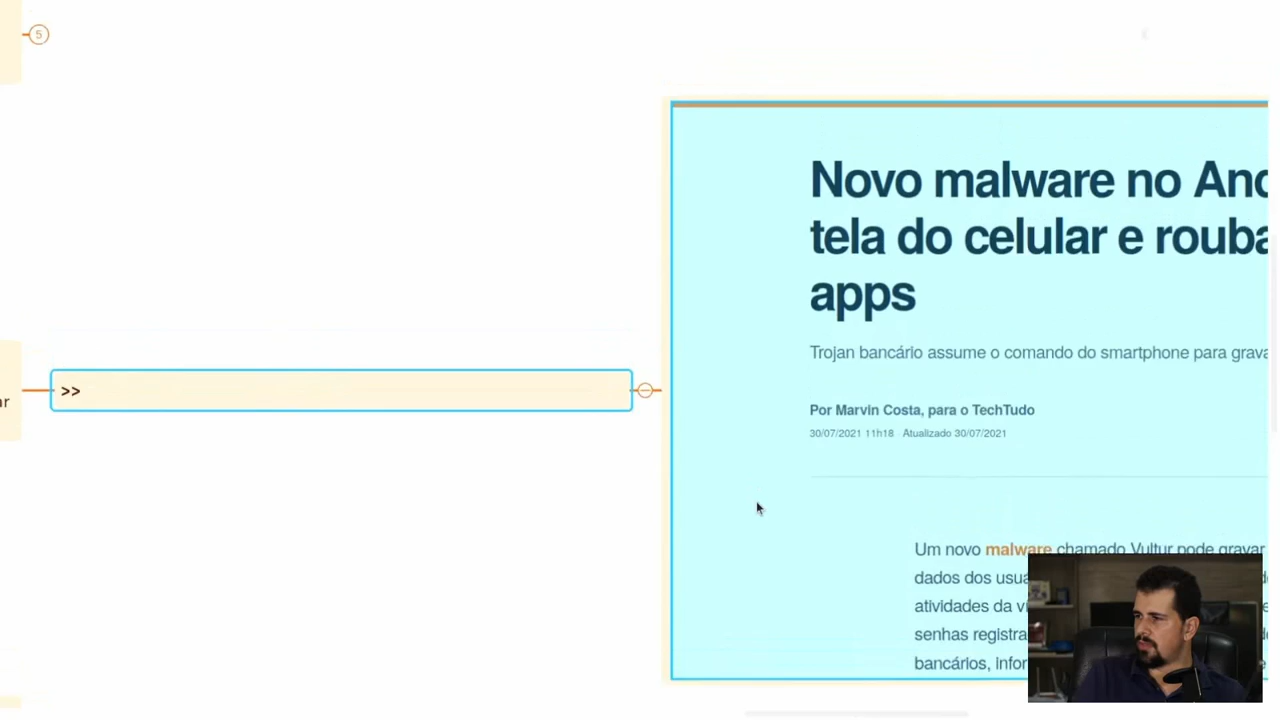 5
Novo malware no And
tela do celular e rouba
apps
Trojan bancário assume o comando do smartphone para grava
ar
>>
Por Marvin Costa, para o TechTudo
30/07/2021 11h18 · Atualizado 30/07/2021
Um novo malware chamado Vultur pode gravar
dados dos usuá
atividades da vi
senhas registra
bancários, infor